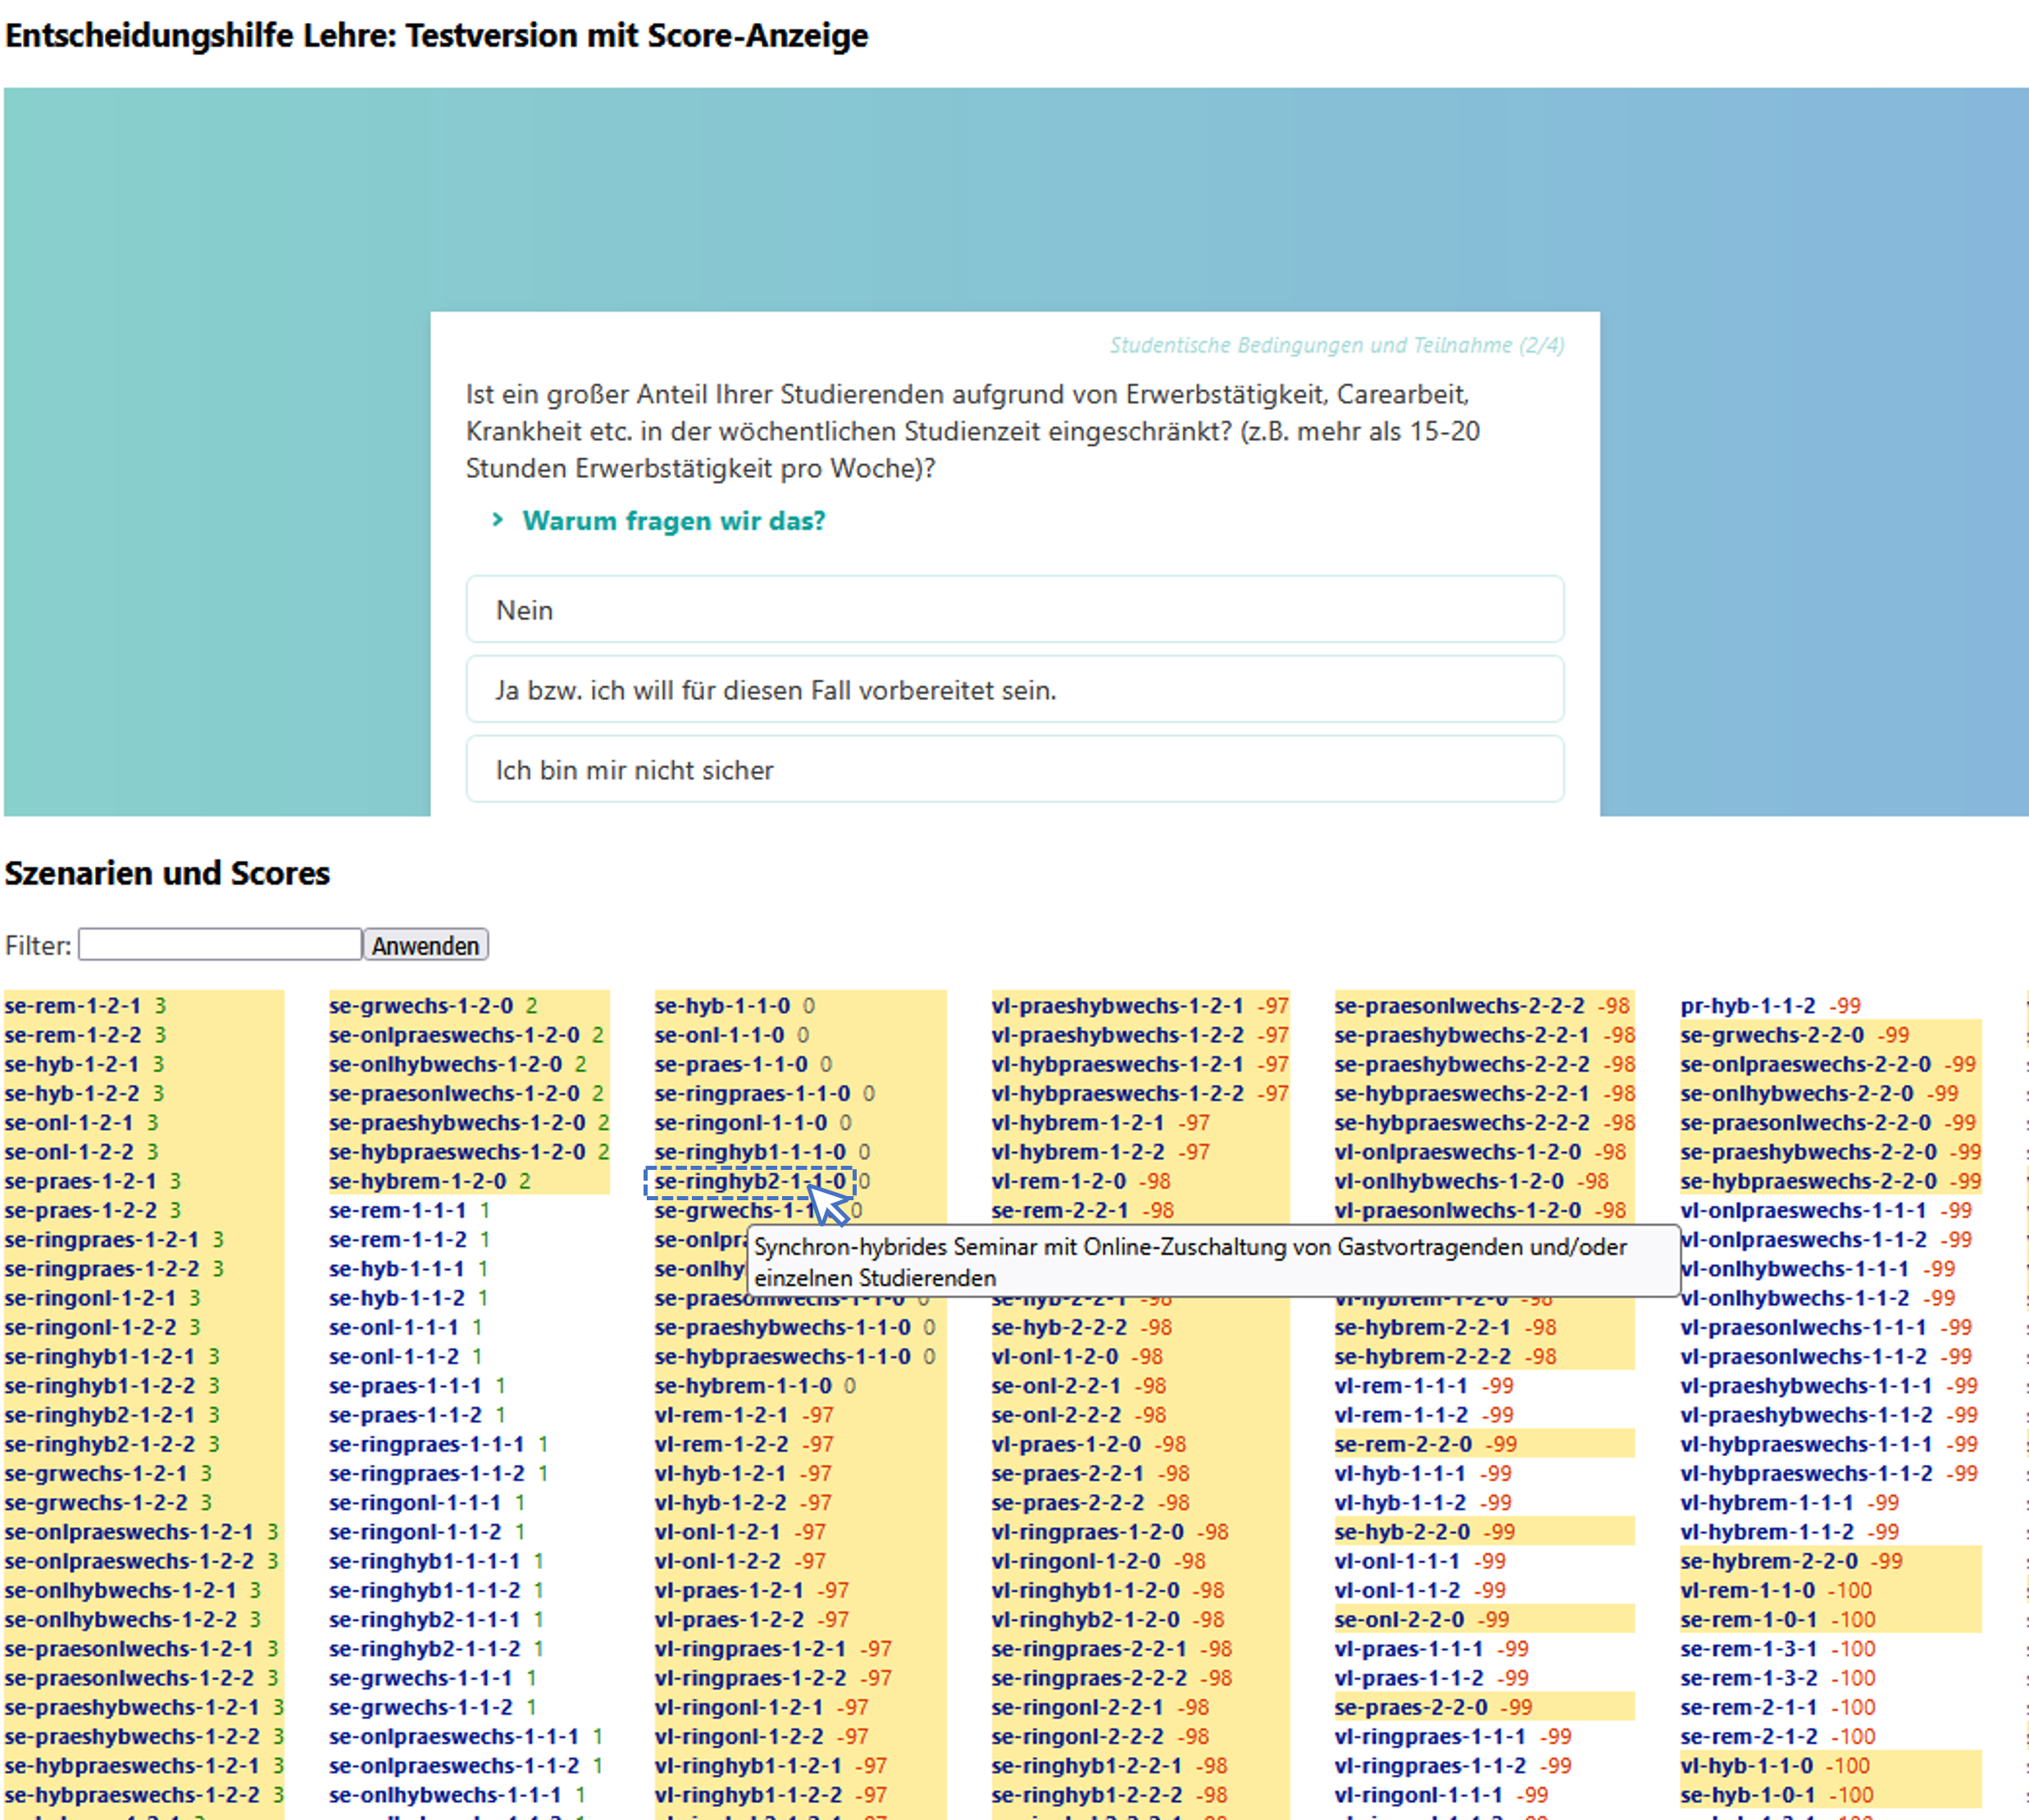 Entscheidungshilfe Lehre: Testversion mit Score-Anzeige
Studentische Bedingungen und Teilnahme (2/4)
Ist ein großer Anteil Ihrer Studierenden aufgrund von Erwerbstätigkeit, Carearbeit,
Krankheit etc. in der wöchentlichen Studienzeit eingeschränkt? (z.B. mehr als 15-20
Stunden Erwerbstätigkeit pro Woche)?
> Warum fragen wir das?
Nein
Ja bzw. ich will für diesen Fall vorbereitet sein.
Ich bin mir nicht sicher
Szenarien und Scores
Filter: Anwenden
se-rem-1-2-1 3
se-rem-1-2-2 3
se-hyb-1-2-1 3
se-hyb-1-2-2 3
se-onl-1-2-1 3
se-onl-1-2-2 3
se-praes-1-2-1 3
se-praes-1-2-2 3
se-ringpraes-1-2-1 3
se-ringpraes-1-2-2 3
se-ringonl-1-2-1 3
se-ringonl-1-2-2 3
se-ringhyb1-1-2-1 3
se-ringhyb1-1-2-2 3
se-ringhyb2-1-2-1 3
se-ringhyb2-1-2-2 3
se-grwechs-1-2-1 3
se-grwechs-1-2-2 3
se-onlpraeswechs-1-2-1 3
se-onlpraeswechs-1-2-2 3
se-onlhybwechs-1-2-1 3
se-onlhybwechs-1-2-2 3
se-praesonlwechs-1-2-1 3
se-praesonlwechs-1-2-2 3
se-praeshybwechs-1-2-1 3
se-praeshybwechs-1-2-2 3
se-hybpraeswechs-1-2-1 3
se-hybpraeswechs-1-2-2 3
se-grwechs-1-2-0 2
se-onlpraeswechs-1-2-0 2
se-onlhybwechs-1-2-0 2
se-praesonlwechs-1-2-0 2
se-praeshybwechs-1-2-0 2
se-hybpraeswechs-1-2-0 2
se-hybrem-1-2-0 2
se-rem-1-1-1 1
se-rem-1-1-2 1
se-hyb-1-1-1 1
se-hyb-1-1-2 1
se-onl-1-1-1 1
se-onl-1-1-2 1
se-praes-1-1-1 1
se-praes-1-1-2 1
se-ringpraes-1-1-1 1
se-ringpraes-1-1-2 1
se-ringonl-1-1-1 1
se-ringonl-1-1-2 1
se-ringhyb1-1-1-1 1
se-ringhyb1-1-1-2 1
se-ringhyb2-1-1-1 1
se-ringhyb2-1-1-2 1
se-grwechs-1-1-1 1
se-grwechs-1-1-2 1
se-onlpraeswechs-1-1-1 1
se-onlpraeswechs-1-1-2 1
se-onlhybwechs-1-1-1 1
se-hyb-1-1-0 0
se-onl-1-1-0 0
se-praes-1-1-0 0
se-ringpraes-1-1-0 0
se-ringonl-1-1-0 0
se-ringhyb1-1-1-0 0
se-ringhyb2-1-1-0 0
se-grwechs-1-1 0
se-onlpra
se-onlhy
Synchron-hybrides Seminar mit Online-Zuschaltung von Gastvortragenden und/oder
einzelnen Studierenden
se-praesonlwechs-1-1-0 0
se-praeshybwechs-1-1-0 0
se-hybpraeswechs-1-1-0 0
se-hybrem-1-1-0 0
vl-rem-1-2-1 -97
vl-rem-1-2-2 -97
vl-hyb-1-2-1 -97
vl-hyb-1-2-2 -97
vl-onl-1-2-1 -97
vl-onl-1-2-2 -97
vl-praes-1-2-1 -97
vl-praes-1-2-2 -97
vl-ringpraes-1-2-1 -97
vl-ringpraes-1-2-2 -97
vl-ringonl-1-2-1 -97
vl-ringonl-1-2-2 -97
vl-ringhyb1-1-2-1 -97
vl-ringhyb1-1-2-2 -97
vl-praeshybwechs-1-2-1 -97
vl-praeshybwechs-1-2-2 -97
vl-hybpraeswechs-1-2-1 -97
vl-hybpraeswechs-1-2-2 -97
vl-hybrem-1-2-1 -97
vl-hybrem-1-2-2 -97
vl-rem-1-2-0 -98
se-rem-2-2-1 -98
se-hyb-2-2-1 -98
se-hyb-2-2-2 -98
vl-onl-1-2-0 -98
se-onl-2-2-1 -98
se-onl-2-2-2 -98
vl-praes-1-2-0 -98
se-praes-2-2-1 -98
se-praes-2-2-2 -98
vl-ringpraes-1-2-0 -98
vl-ringonl-1-2-0 -98
vl-ringhyb1-1-2-0 -98
vl-ringhyb2-1-2-0 -98
se-ringpraes-2-2-1 -98
se-ringpraes-2-2-2 -98
se-ringonl-2-2-1 -98
se-ringonl-2-2-2 -98
se-ringhyb1-2-2-1 -98
se-ringhyb1-2-2-2 -98
se-praesonlwechs-2-2-2 -98
se-praeshybwechs-2-2-1 -98
se-praeshybwechs-2-2-2 -98
se-hybpraeswechs-2-2-1 -98
se-hybpraeswechs-2-2-2 -98
vl-onlpraeswechs-1-2-0 -98
vl-onlhybwechs-1-2-0 -98
vl-praesonlwechs-1-2-0 -98
vl-hybrem-1-2-0 -98
se-hybrem-2-2-1 -98
se-hybrem-2-2-2 -98
vl-rem-1-1-1 -99
vl-rem-1-1-2 -99
se-rem-2-2-0 -99
vl-hyb-1-1-1 -99
vl-hyb-1-1-2 -99
se-hyb-2-2-0 -99
vl-onl-1-1-1 -99
vl-onl-1-1-2 -99
se-onl-2-2-0 -99
vl-praes-1-1-1 -99
vl-praes-1-1-2 -99
se-praes-2-2-0 -99
vl-ringpraes-1-1-1 -99
vl-ringpraes-1-1-2 -99
vl-ringonl-1-1-1 -99
pr-hyb-1-1-2 -99
se-grwechs-2-2-0 -99
se-onlpraeswechs-2-2-0 -99
se-onlhybwechs-2-2-0 -99
se-praesonlwechs-2-2-0 -99
se-praeshybwechs-2-2-0 -99
se-hybpraeswechs-2-2-0 -99
vl-onlpraeswechs-1-1-1 -99
vl-onlpraeswechs-1-1-2 -99
vl-onlhybwechs-1-1-1 -99
vl-onlhybwechs-1-1-2 -99
vl-praesonlwechs-1-1-1 -99
vl-praesonlwechs-1-1-2 -99
vl-praeshybwechs-1-1-1 -99
vl-praeshybwechs-1-1-2 -99
vl-hybpraeswechs-1-1-1 -99
vl-hybpraeswechs-1-1-2 -99
vl-hybrem-1-1-1 -99
vl-hybrem-1-1-2 -99
se-hybrem-2-2-0 -99
vl-rem-1-1-0 -100
se-rem-1-0-1 -100
se-rem-1-3-1 -100
se-rem-1-3-2 -100
se-rem-2-1-1 -100
se-rem-2-1-2 -100
vl-hyb-1-1-0 -100
se-hyb-1-0-1 -100